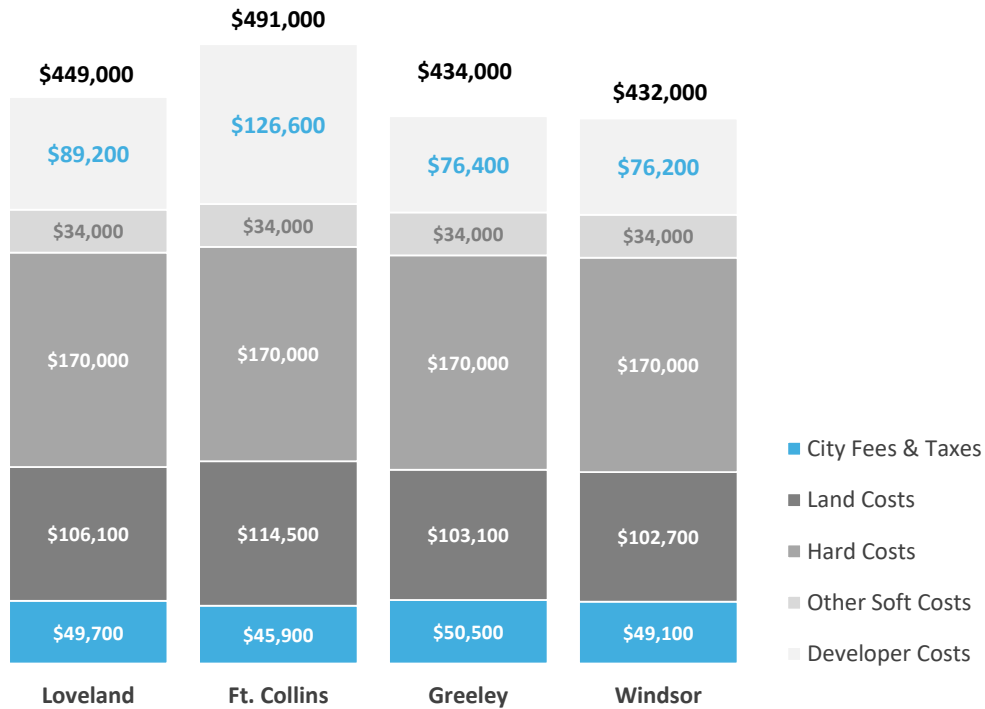 $491,000
$449,000
$434,000
$432,000
$126,600
$89,200
$76,400
$76,200
$34,000
$34,000
$34,000
$34,000
$170,000
$170,000
$170,000
$170,000
$106,100
$114,500
$103,100
$102,700
$49,700
$45,900
$50,500
$49,100
Loveland
Ft. Collins
Greeley
Windsor
City Fees & Taxes
Land Costs
Hard Costs
Other Soft Costs
Developer Costs